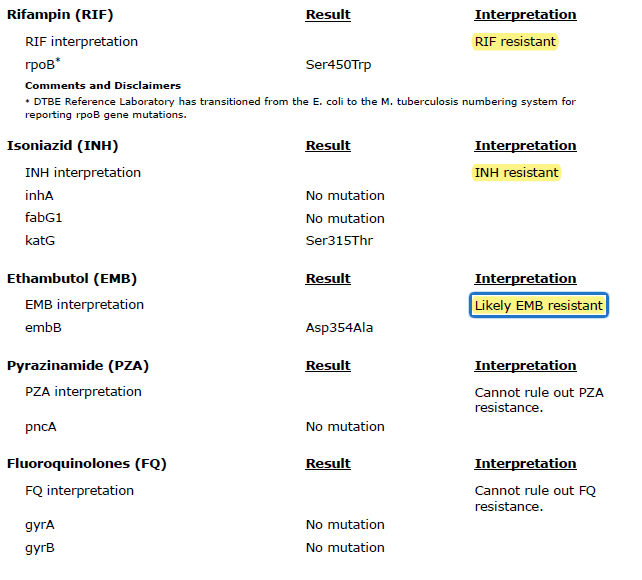 Rifampin (RIF) Result Interpretation
RIF interpretation RIF resistant
rpoB* Ser450Trp
Comments and Disclaimers
* DTBE Reference Laboratory has transitioned from the E. coli to the M. tuberculosis numbering system for
reporting rpoB gene mutations.
Isoniazid (INH) Result Interpretation
INH interpretation INH resistant
inhA No mutation
fabG1 No mutation
katG Ser315Thr
Ethambutol (EMB) Result Interpretation
EMB interpretation Likely EMB resistant
embB Asp354Ala
Pyrazinamide (PZA) Result Interpretation
PZA interpretation Cannot rule out PZA
resistance.
pncA No mutation
Fluoroquinolones (FQ) Result Interpretation
FQ interpretation Cannot rule out FQ
resistance.
gyrA No mutation
gyrB No mutation